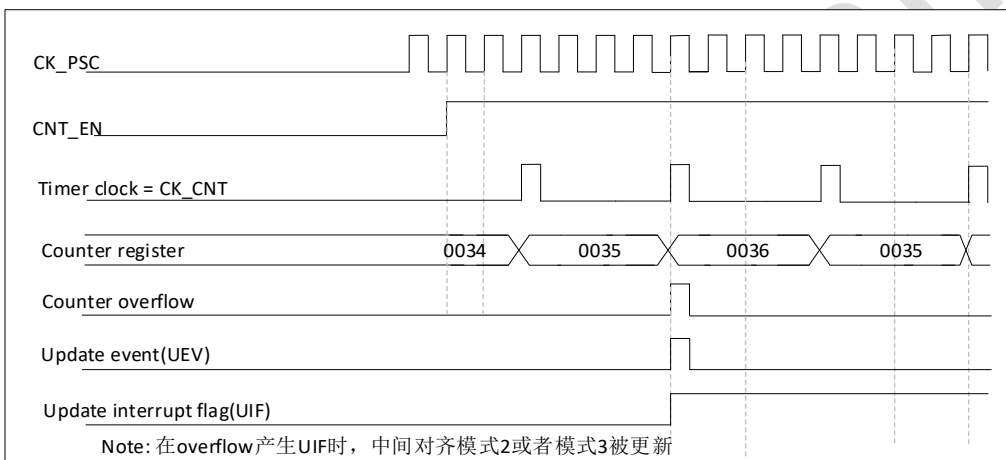 CK_PSC
CNT_EN
Timer clock = CK_CNT
Counter register 0034 0035 0036 0035
Counter overflow
Update event(UEV)
Update interrupt flag(UIF)
Note: 在overflow产生UIF时，中间对齐模式2或者模式3被更新